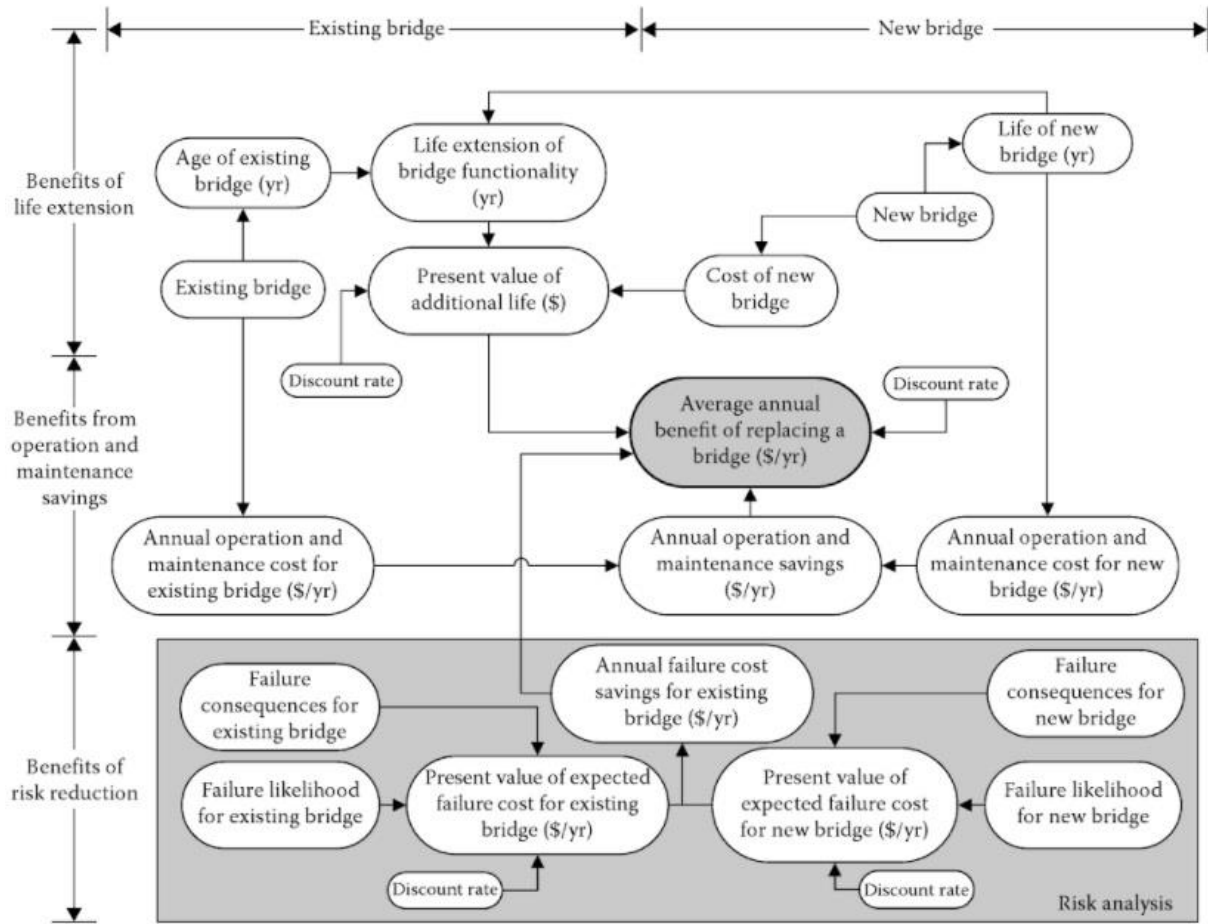 Existing bridge
New bridge
Benefits of
life extension
Age of existing
bridge (yr)
Life extension of
bridge functionality
(yr)
Life of new
bridge (yr)
New bridge
Existing bridge
Present value of
additional life ($)
Cost of new
bridge
Discount rate
Discount rate
Benefits from
operation and
maintenance
savings
Average annual
benefit of replacing a
bridge ($/yr)
Annual operation and
maintenance cost for
existing bridge ($/yr)
Annual operation and
maintenance savings
($/yr)
Annual operation and
maintenance cost for new
bridge ($/yr)
Benefits of
risk reduction
Failure
consequences for
existing bridge
Annual failure cost
savings for existing
bridge ($/yr)
Failure
consequences for
new bridge
Failure likelihood
for existing bridge
Present value of expected
failure cost for existing
bridge ($/yr)
Present value of
expected failure cost
for new bridge ($/yr)
Failure likelihood
for new bridge
Discount rate
Discount rate
Risk analysis